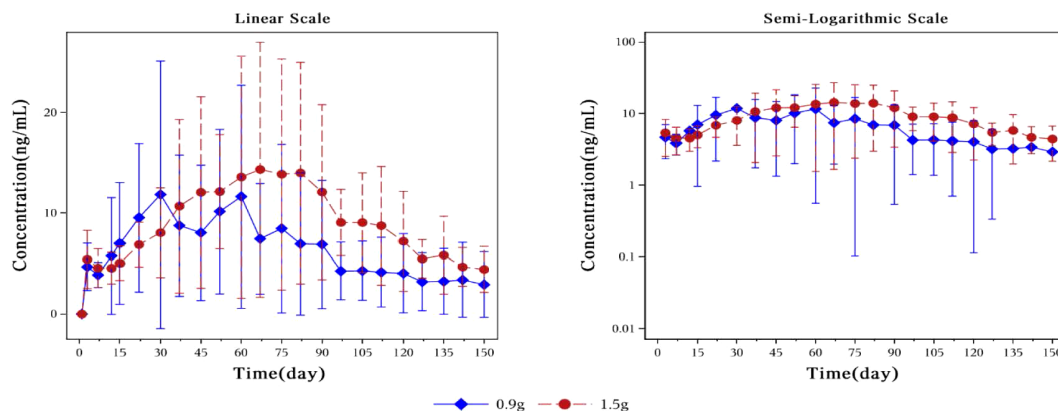 Linear Scale
Concentration(ng/mL)
20
10
0
0 15 30 45 60 75 90 105 120 135 150
Time(day)
Semi-Logarithmic Scale
Concentration(ng/mL)
100
10
1
0.1
0.01
0 15 30 45 60 75 90 105 120 135 150
Time(day)
0.9g 1.5g